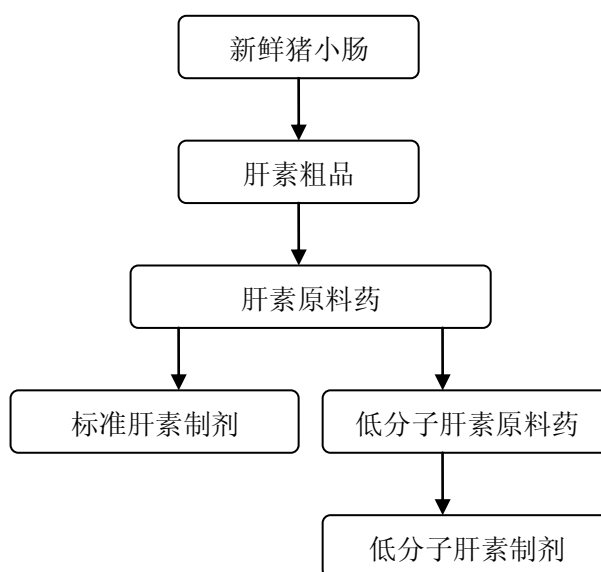 新鲜猪小肠
肝素粗品
肝素原料药
标准肝素制剂
低分子肝素原料药
低分子肝素制剂